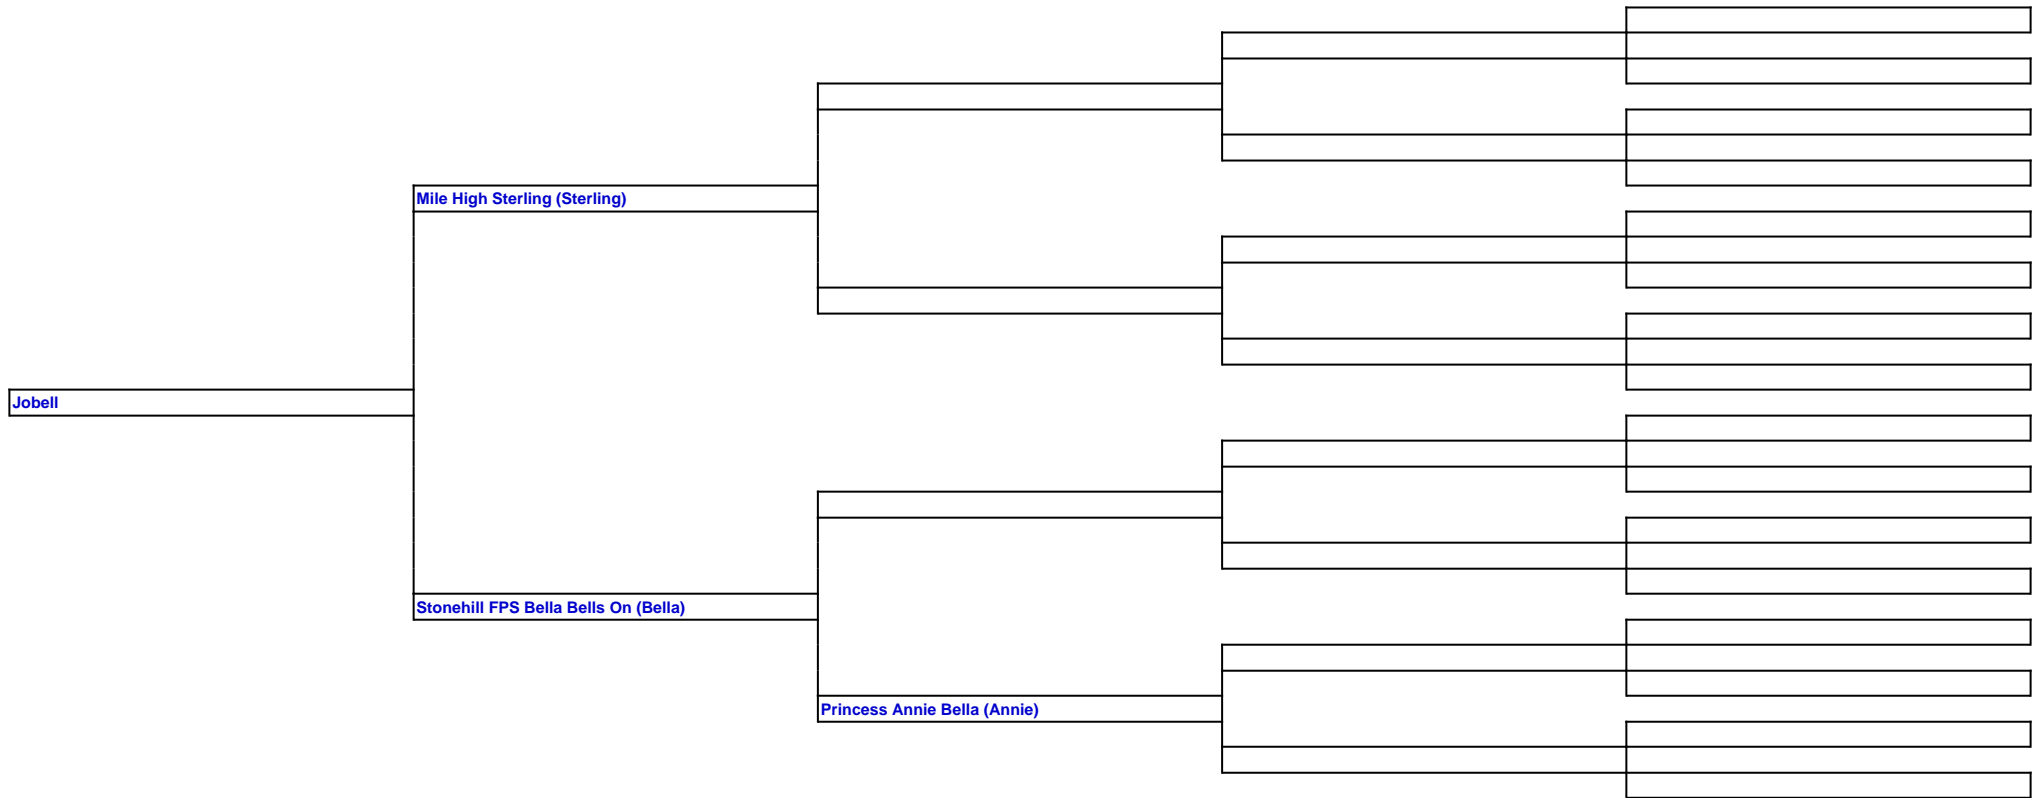 Mile High Sterling (Sterling)
Jobell
Stonehill FPS Bella Bells On (Bella)
Princess Annie Bella (Annie)